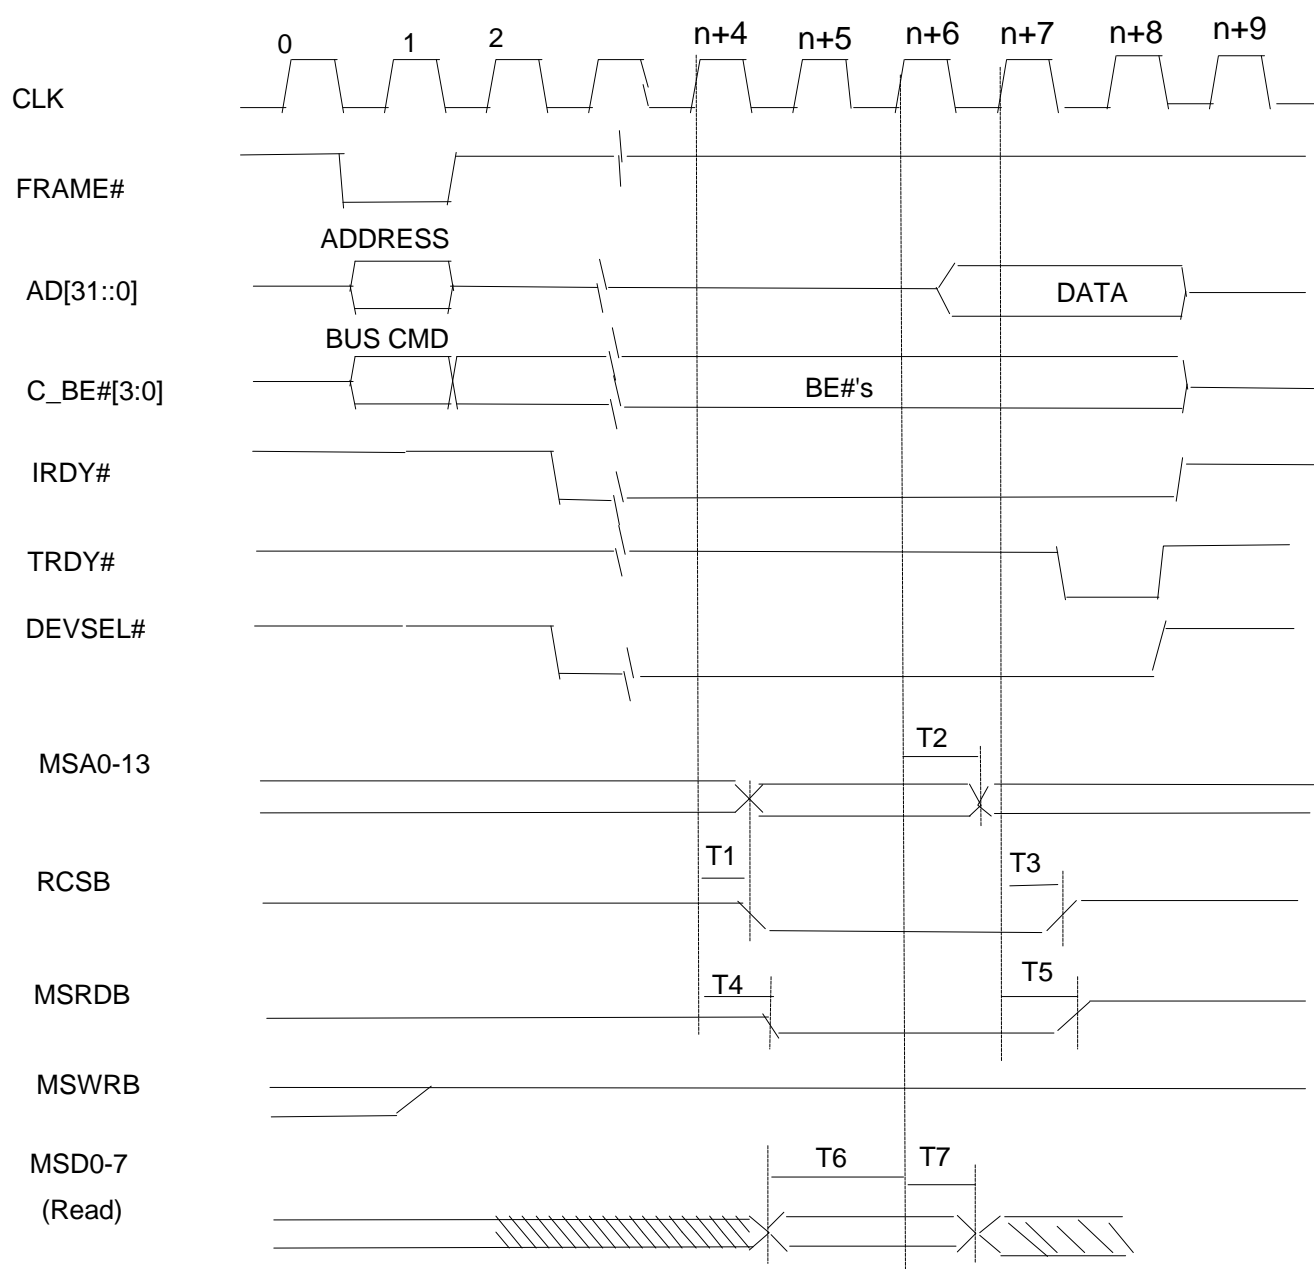 0 1 2 n+4 n+5 n+6 n+7 n+8 n+9
CLK
FRAME#
ADDRESS
AD[31::0] DATA
BUS CMD
C_BE#[3:0] BE#'s
IRDY#
TRDY#
DEVSEL#
T2
MSA0-13
T1 T3
RCSB
T4 T5
MSRDB
MSWRB
T6 T7
MSD0-7
(Read)